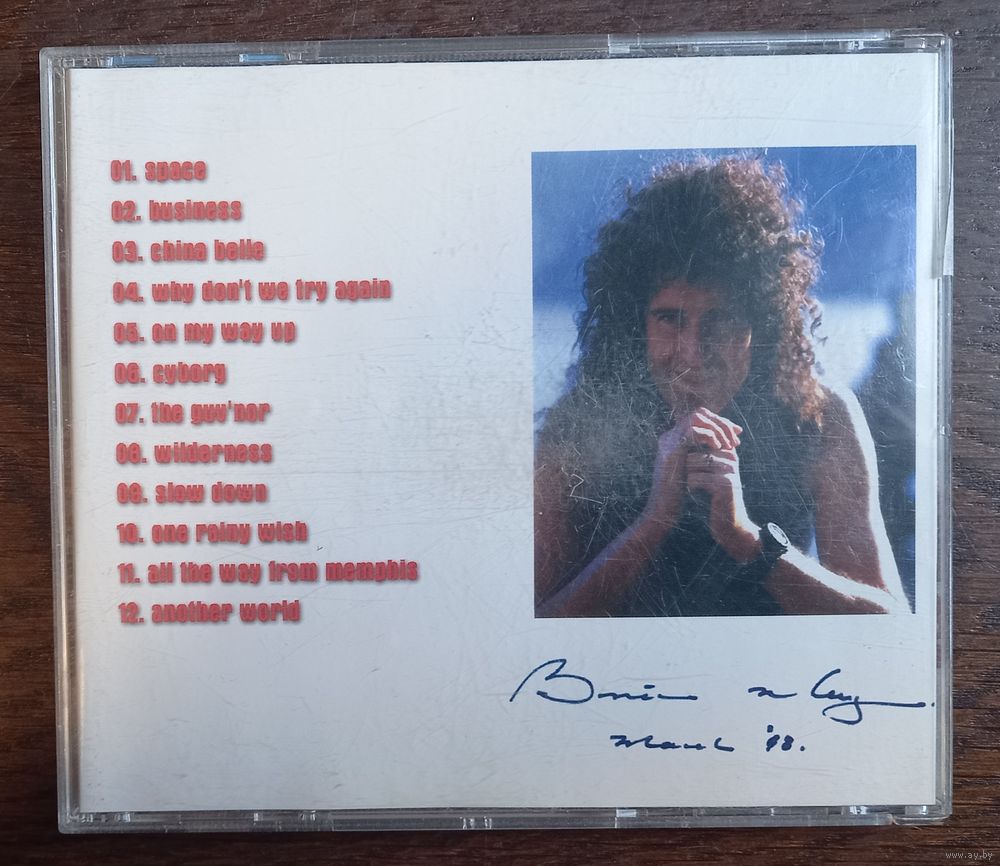 01. space
02. business
03. china belle
04. why don't we try again
05. on my way up
06. cyborg
07. the guv'nor
08. wilderness
09. slow down
10. one rainy wish
11. all the way from memphis
12. another world
Brian May.
March '98.
www.ay.by